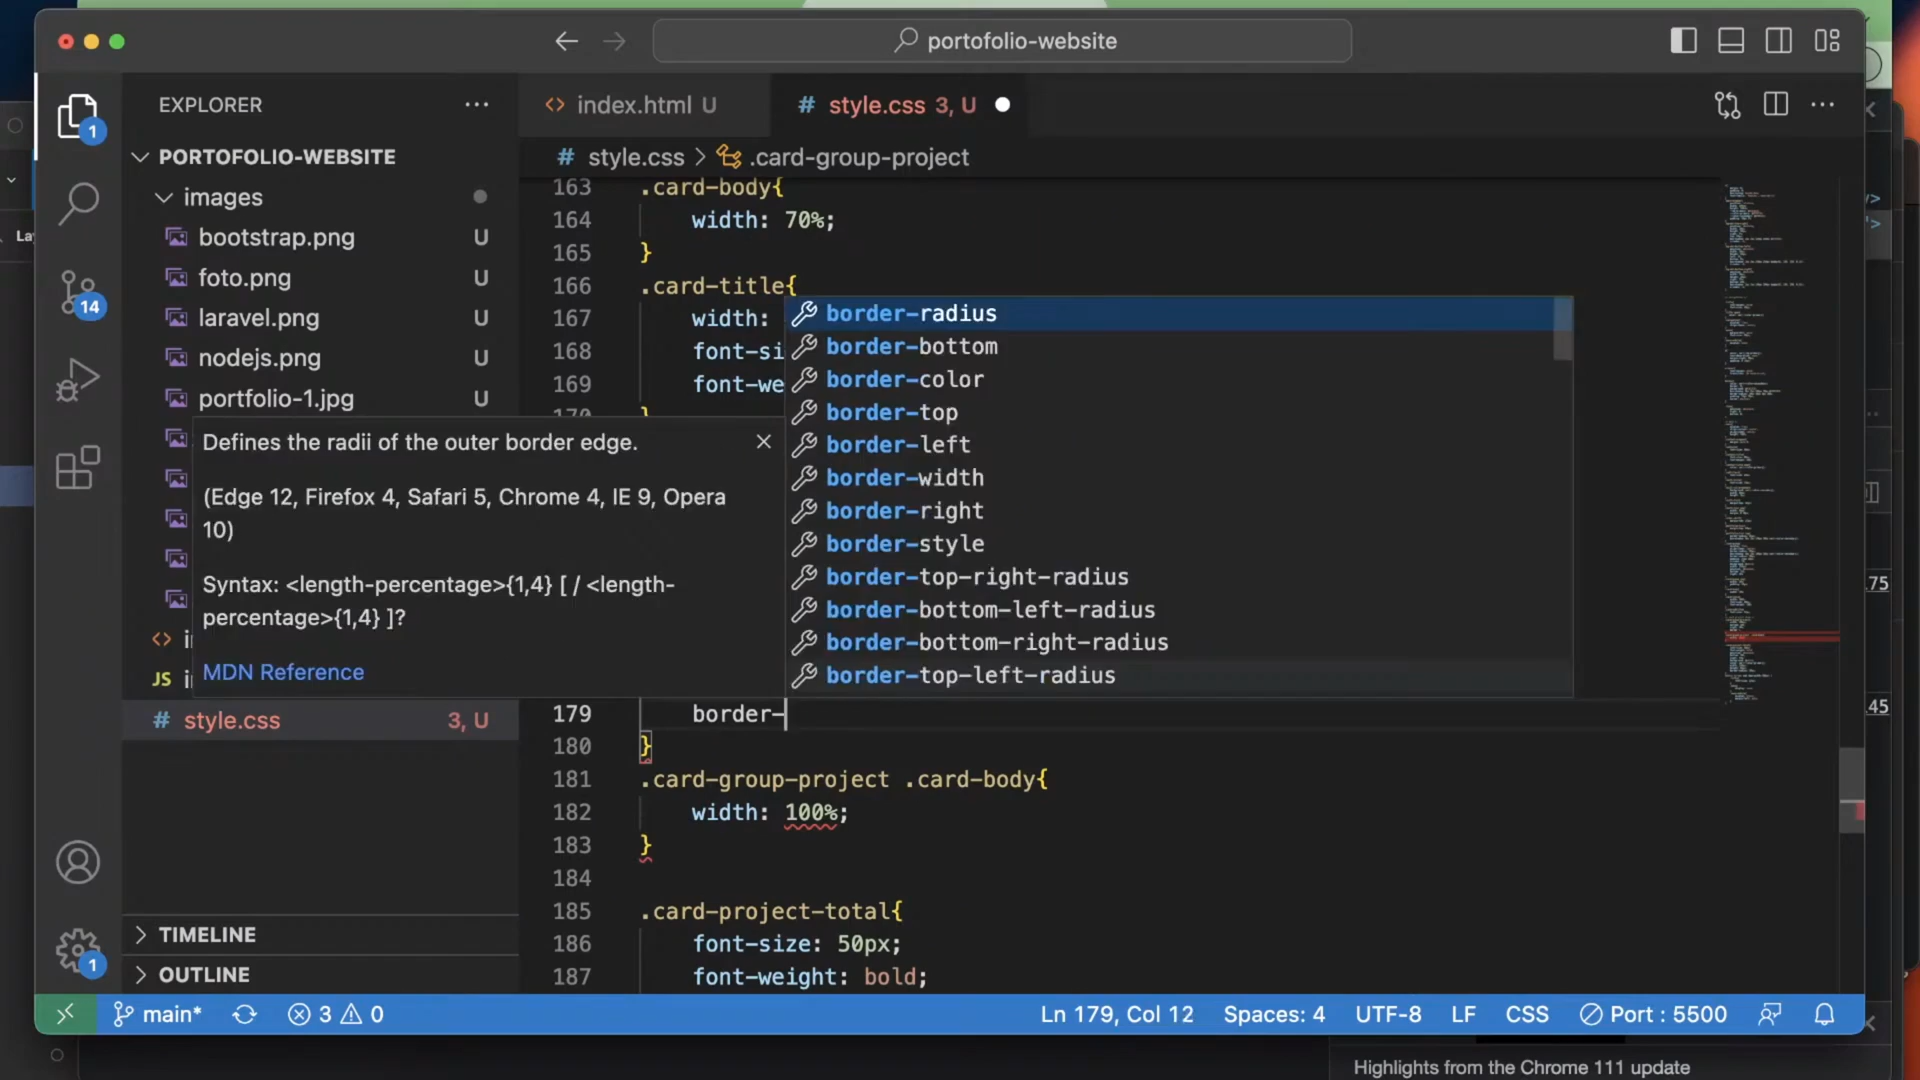 portofolio-website
EXPLORER
index.html U
# style.css 3, U
PORTOFOLIO-WEBSITE
# style.css > .card-group-project
images
bootstrap.png U
foto.png U
laravel.png U
nodejs.png U
portfolio-1.jpg U
163 .card-body{
164 width: 70%;
165 }
166 .card-title{
167 width:
168 font-si
169 font-we
170 }
border-radius
border-bottom
border-color
border-top
border-left
border-width
border-right
border-style
border-top-right-radius
border-bottom-left-radius
border-bottom-right-radius
border-top-left-radius
Defines the radii of the outer border edge.
(Edge 12, Firefox 4, Safari 5, Chrome 4, IE 9, Opera
10)
Syntax: <length-percentage>{1,4} [ / <length-
percentage>{1,4} ]?
MDN Reference
JS
# style.css 3, U
179 border-
180 }
181 .card-group-project .card-body{
182 width: 100%;
183 }
184
185 .card-project-total{
186 font-size: 50px;
187 font-weight: bold;
TIMELINE
OUTLINE
1
14
1
main*
3 0
Ln 179, Col 12
Spaces: 4
UTF-8
LF
CSS
Port : 5500
Highlights from the Chrome 111 update
La
75
45